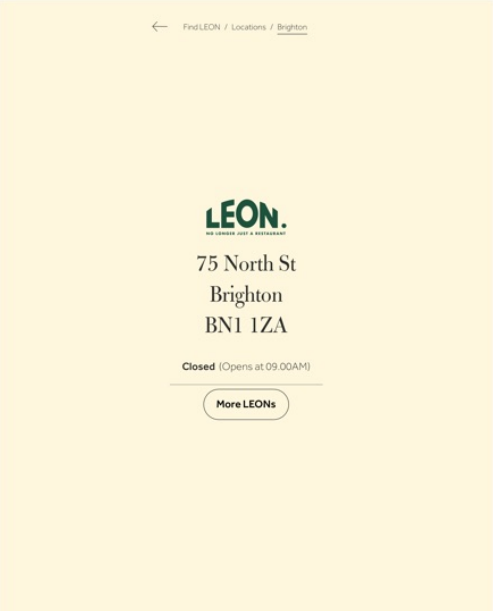 Find LEON / Locations / Brighton
LEON.
NO LONGER JUST A RESTAURANT
75 North St
Brighton
BN1 1ZA
Closed (Opens at 09.00AM)
More LEONs